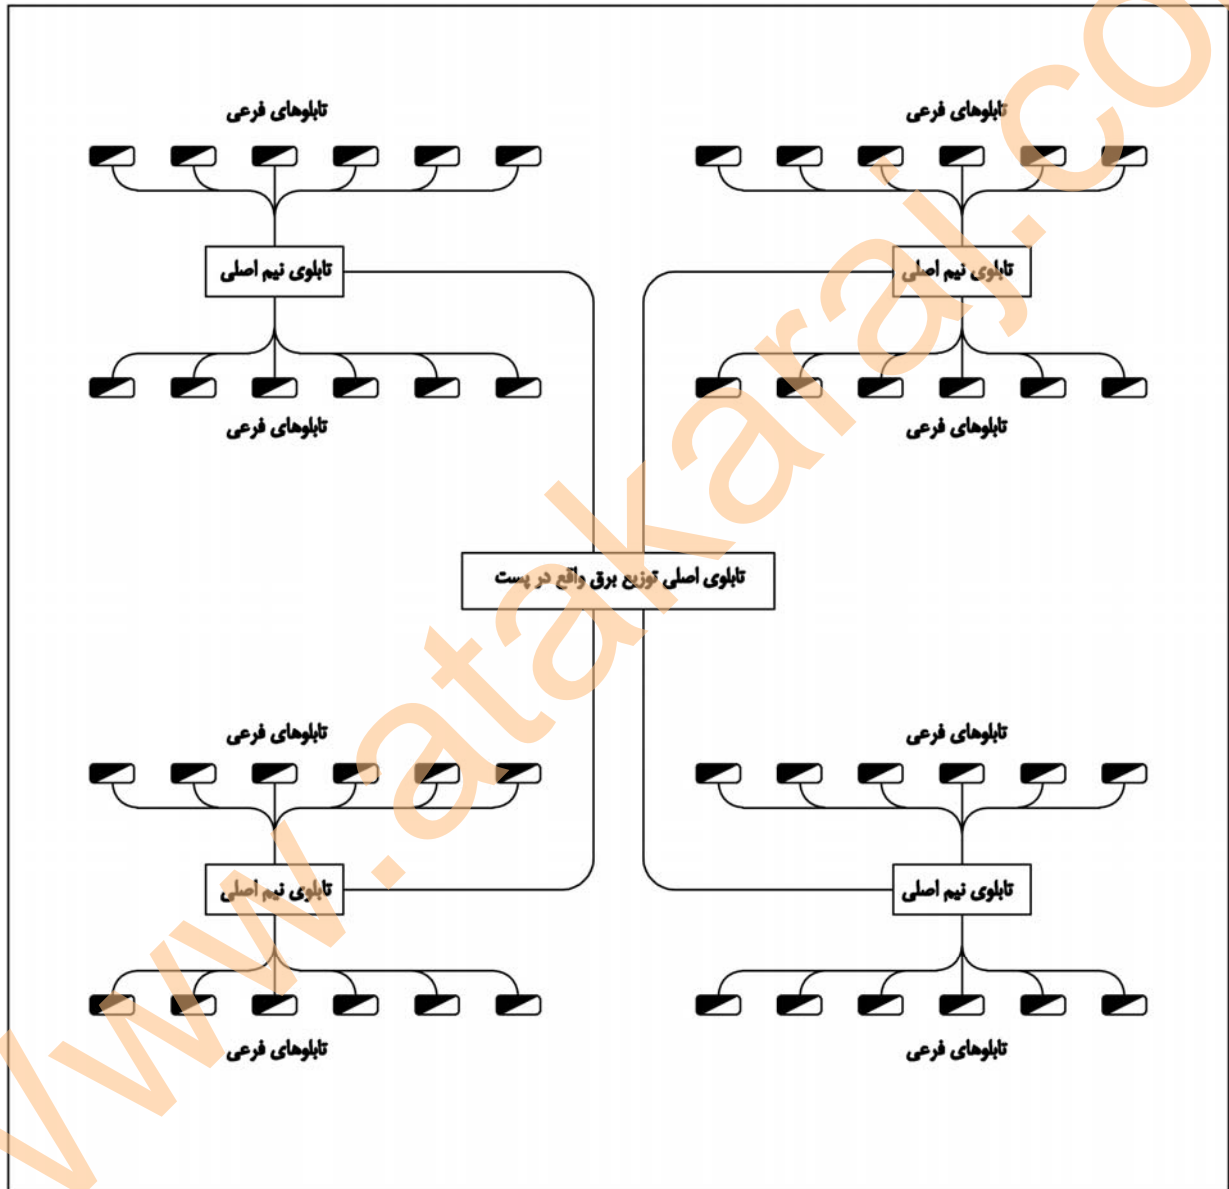 تابلوهای فرعی
تابلوهای فرعی
تابلوی نیم اصلی
تابلوی نیم اصلی
تابلوهای فرعی
تابلوهای فرعی
تابلوی اصلی توزیع برق واقع در پست
تابلوهای فرعی
تابلوهای فرعی
تابلوی نیم اصلی
تابلوی نیم اصلی
تابلوهای فرعی
تابلوهای فرعی
www.atakaraj.co